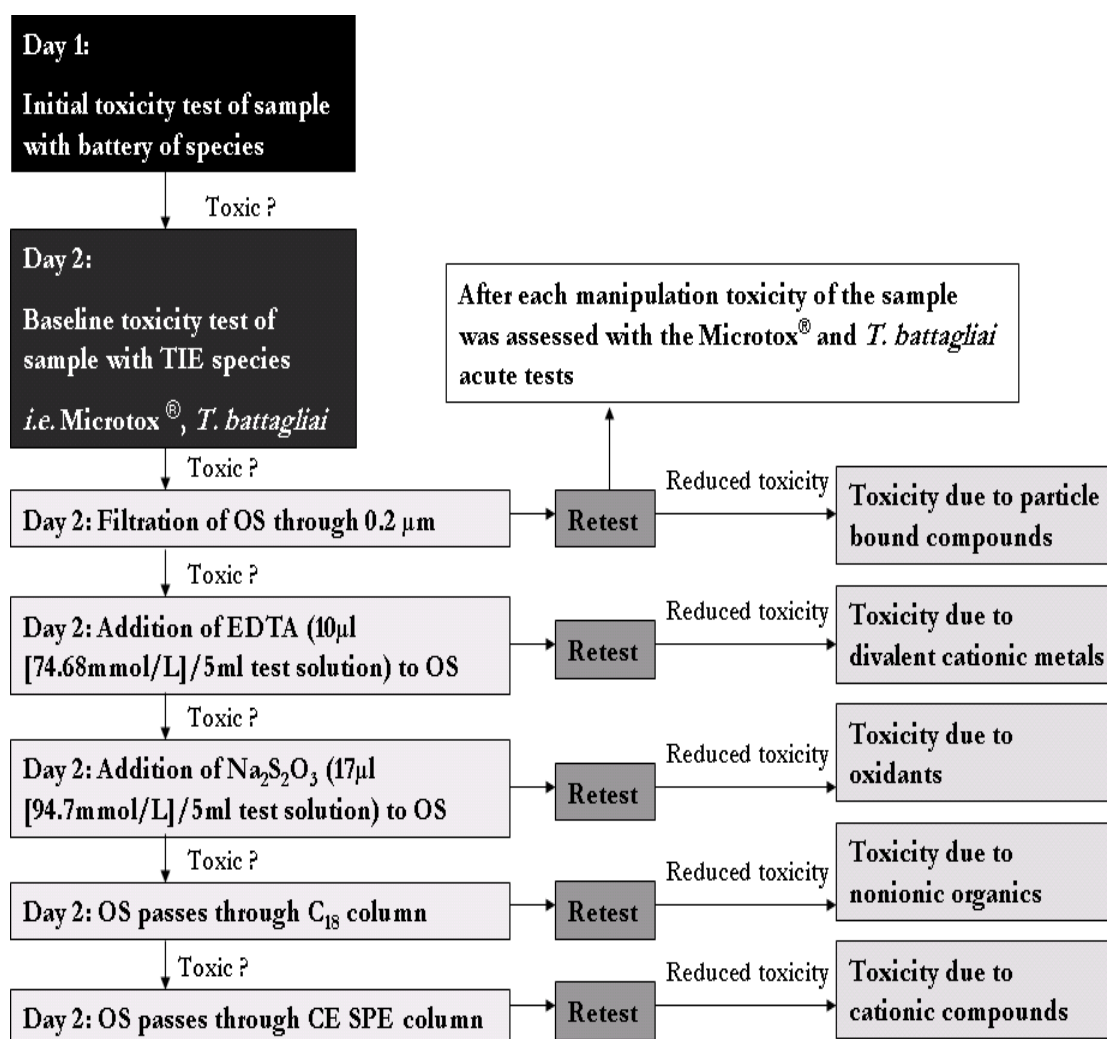 Day 1:
Initial toxicity test of sample
with battery of species
Toxic ?
Day 2:
Baseline toxicity test of
sample with TIE species
i.e. Microtox ®, T. battagliai
After each manipulation toxicity of the sample
was assessed with the Microtox® and T. battagliai
acute tests
Toxic ?
Day 2: Filtration of OS through 0.2 µm
Retest
Reduced toxicity
Toxicity due to particle
bound compounds
Toxic ?
Day 2: Addition of EDTA (10µl
[74.68mmol/L]/5ml test solution) to OS
Retest
Reduced toxicity
Toxicity due to
divalent cationic metals
Toxic ?
Day 2: Addition of Na₂S₂O₃ (17µl
[94.7mmol/L]/5ml test solution) to OS
Retest
Reduced toxicity
Toxicity due to
oxidants
Toxic ?
Day 2: OS passes through C₁₈ column
Retest
Reduced toxicity
Toxicity due to
nonionic organics
Toxic ?
Day 2: OS passes through CE SPE column
Retest
Reduced toxicity
Toxicity due to
cationic compounds